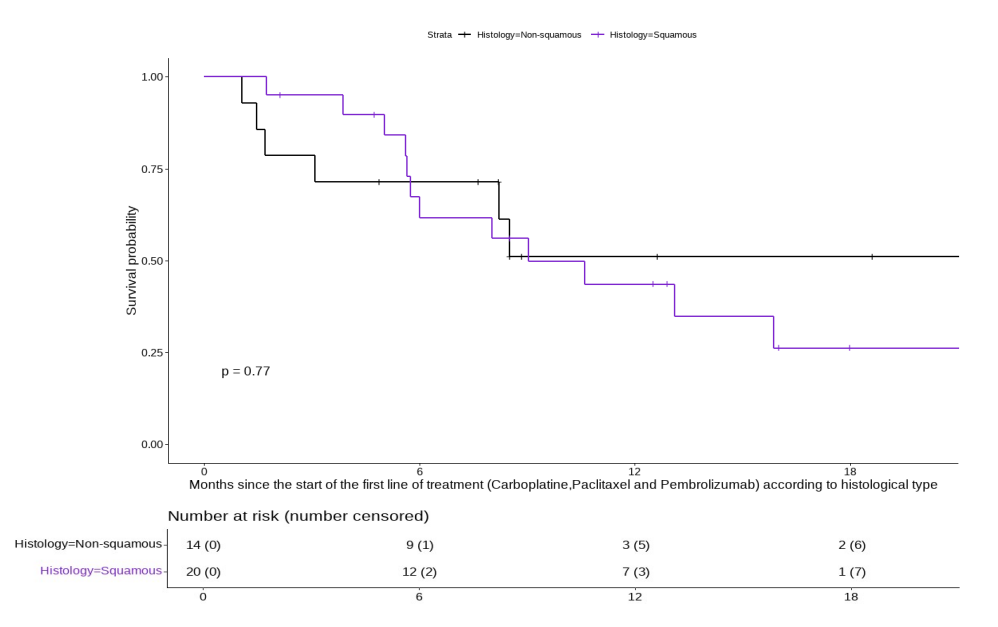 Strata Histology=Non-squamous Histology=Squamous
1.00
0.75
0.50
0.25
0.00
Survival probability
p = 0.77
0 6 12 18
Months since the start of the first line of treatment (Carboplatine,Paclitaxel and Pembrolizumab) according to histological type
Number at risk (number censored)
Histology=Non-squamous 14 (0) 9 (1) 3 (5) 2 (6)
Histology=Squamous 20 (0) 12 (2) 7 (3) 1 (7)
0 6 12 18